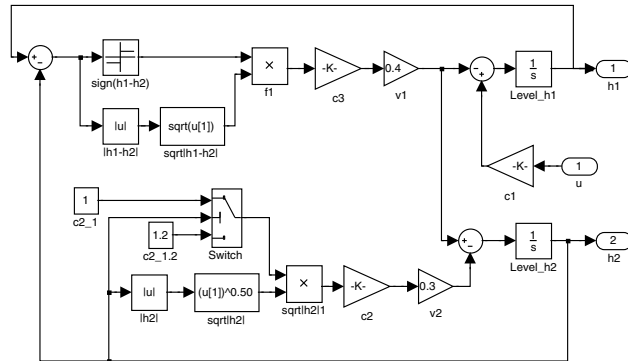 sign(h1-h2)
×
f1
-K-
c3
0.4
v1
1
s
Level_h1
1
h1
|u|
|h1-h2|
sqrt(u[1])
sqrt|h1-h2|
-K-
c1
1
u
1
c2_1
1.2
c2_1.2
Switch
1
s
Level_h2
2
h2
|u|
|h2|
(u[1])^0.50
sqrt|h2|
×
sqrt|h2|1
-K-
c2
0.3
v2